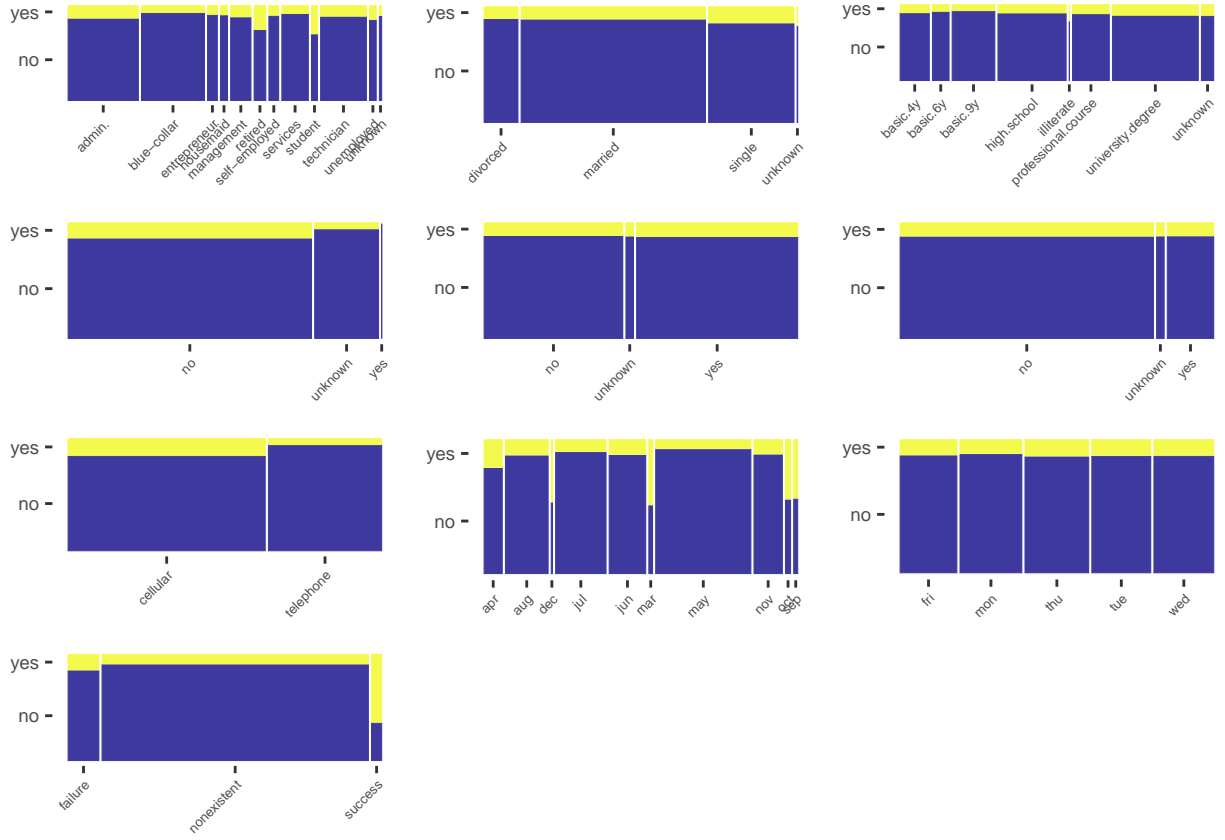 yes
no
admin.
blue-collar
entrepreneur
housemaid
management
retired
self-employed
services
student
technician
unemployed
unknown
yes
no
divorced
married
single
unknown
yes
no
basic.4y
basic.6y
basic.9y
high.school
illiterate
professional.course
university.degree
unknown
yes
no
no
unknown
yes
yes
no
no
unknown
yes
yes
no
no
unknown
yes
yes
no
cellular
telephone
yes
no
apr
aug
dec
jul
jun
mar
may
nov
oct
sep
yes
no
fri
mon
thu
tue
wed
yes
no
failure
nonexistent
success